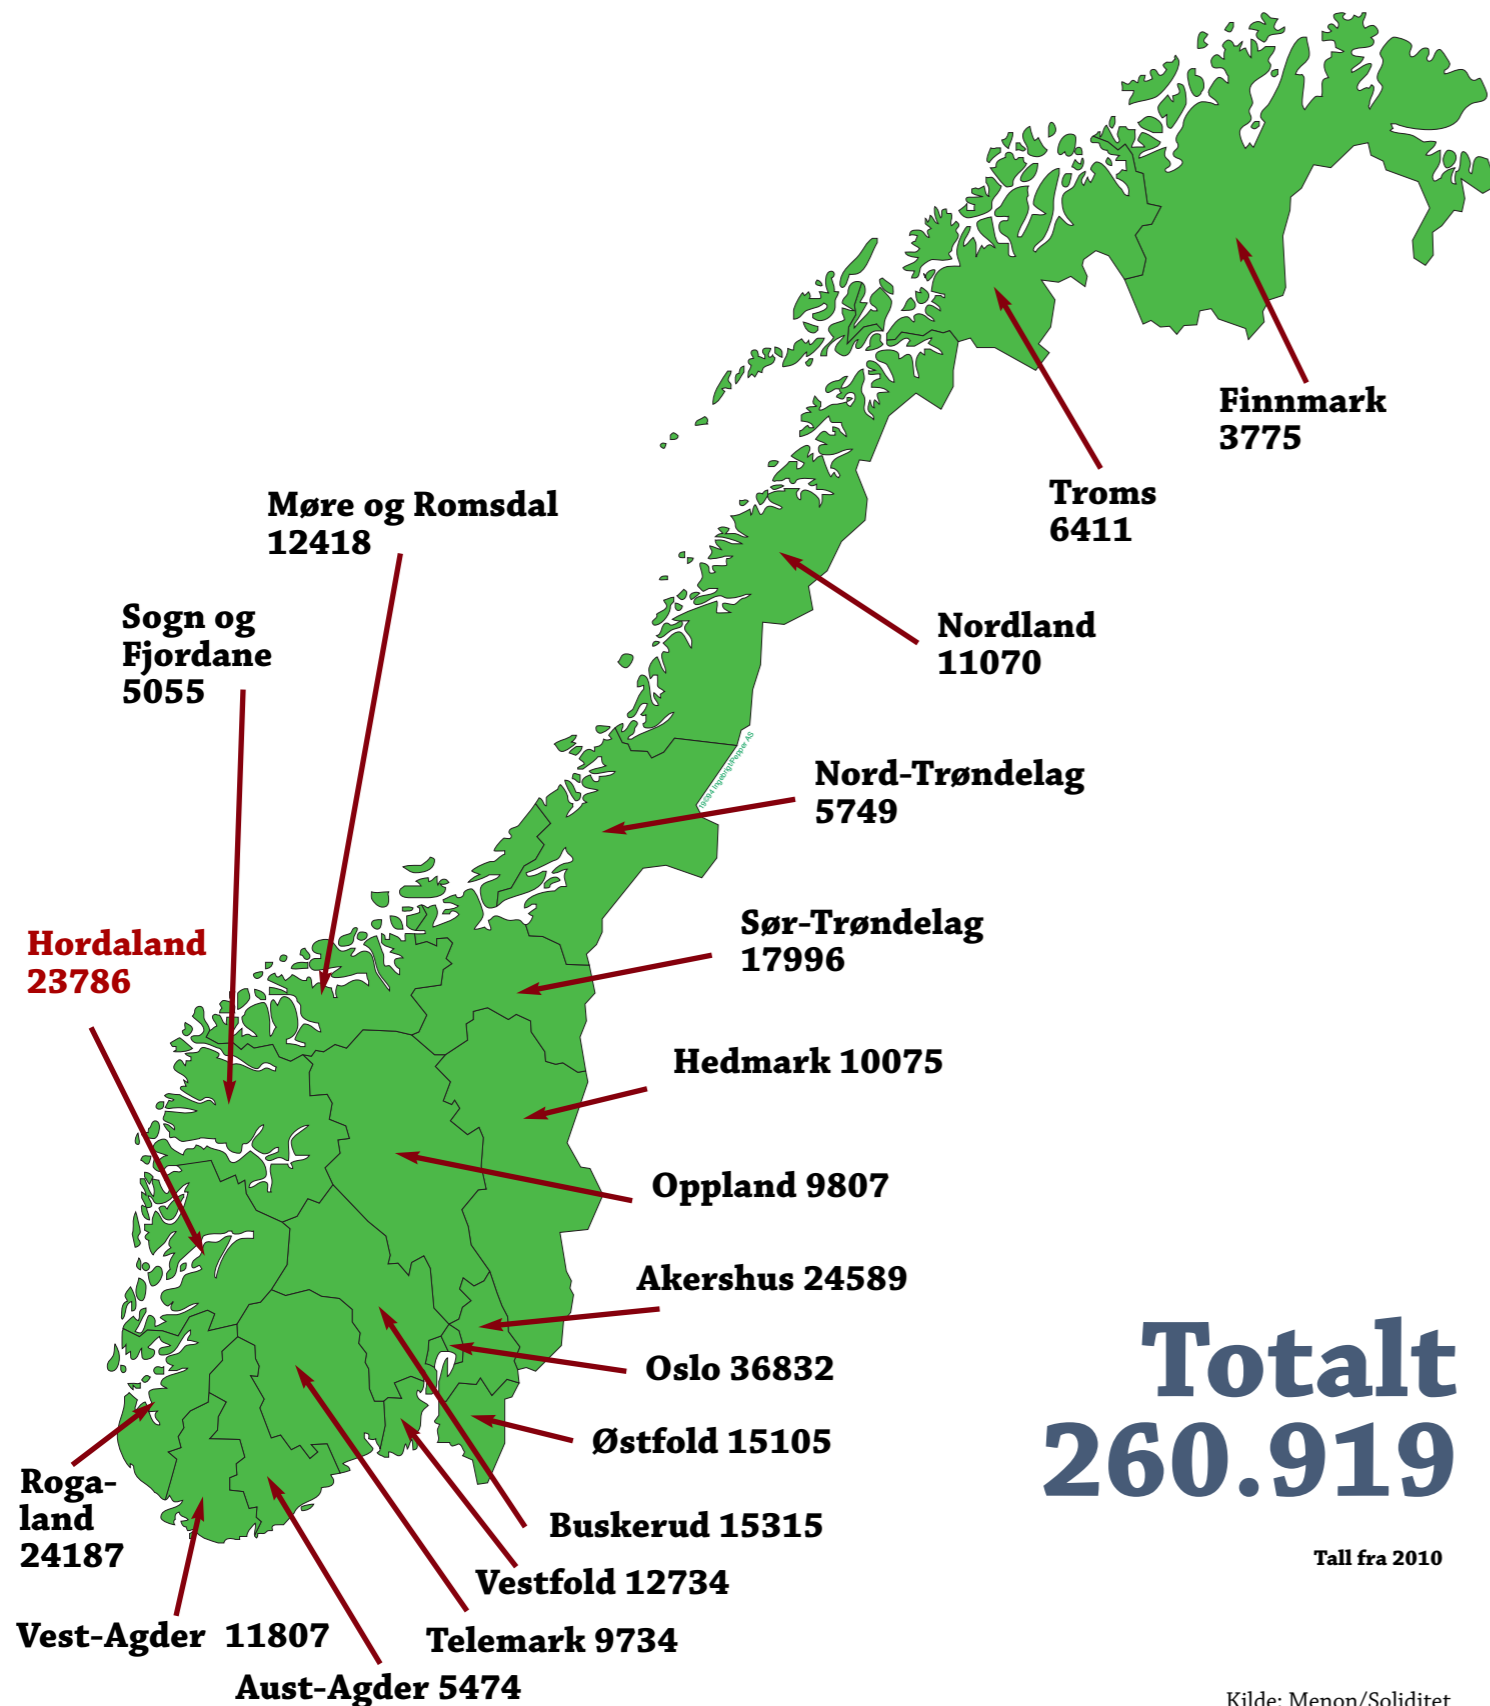 Finnmark
3775
Troms
6411
Møre og Romsdal
12418
Sogn og
Fjordane
5055
Nordland
11070
Nord-Trøndelag
5749
Sør-Trøndelag
17996
Hordaland
23786
Hedmark 10075
Oppland 9807
Akershus 24589
Oslo 36832
Østfold 15105
Buskerud 15315
Vestfold 12734
Telemark 9734
Aust-Agder 5474
Vest-Agder 11807
Roga-
land
24187
Totalt
260.919
Tall fra 2010
Kilde: Menon/Soliditet